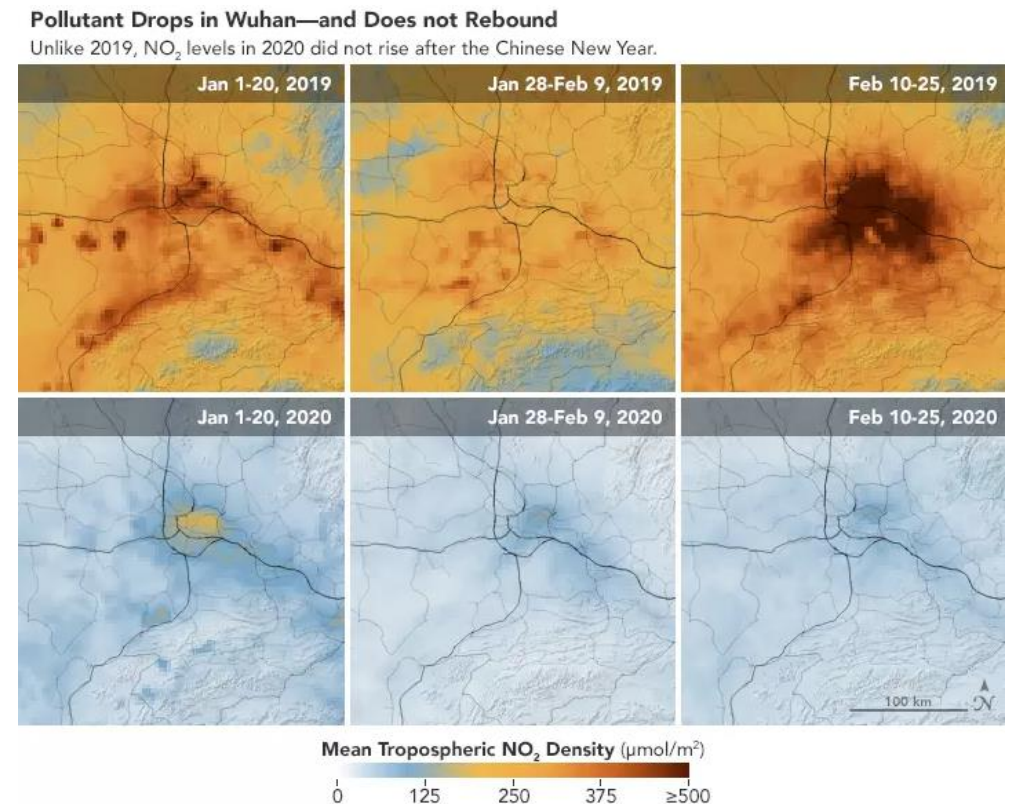 Pollutant Drops in Wuhan—and Does not Rebound
Unlike 2019, NO₂ levels in 2020 did not rise after the Chinese New Year.
Jan 1-20, 2019
Jan 28-Feb 9, 2019
Feb 10-25, 2019
Jan 1-20, 2020
Jan 28-Feb 9, 2020
Feb 10-25, 2020
100 km
N
Mean Tropospheric NO₂ Density (μmol/m²)
0 125 250 375 ≥500